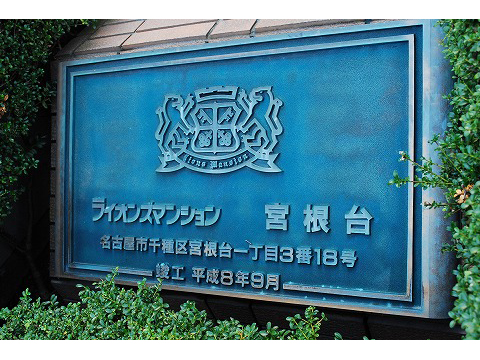 Lions Mansion
ライオンズマンション 宮根台
名古屋市千種区宮根台一丁目3番18号
竣工 平成8年9月